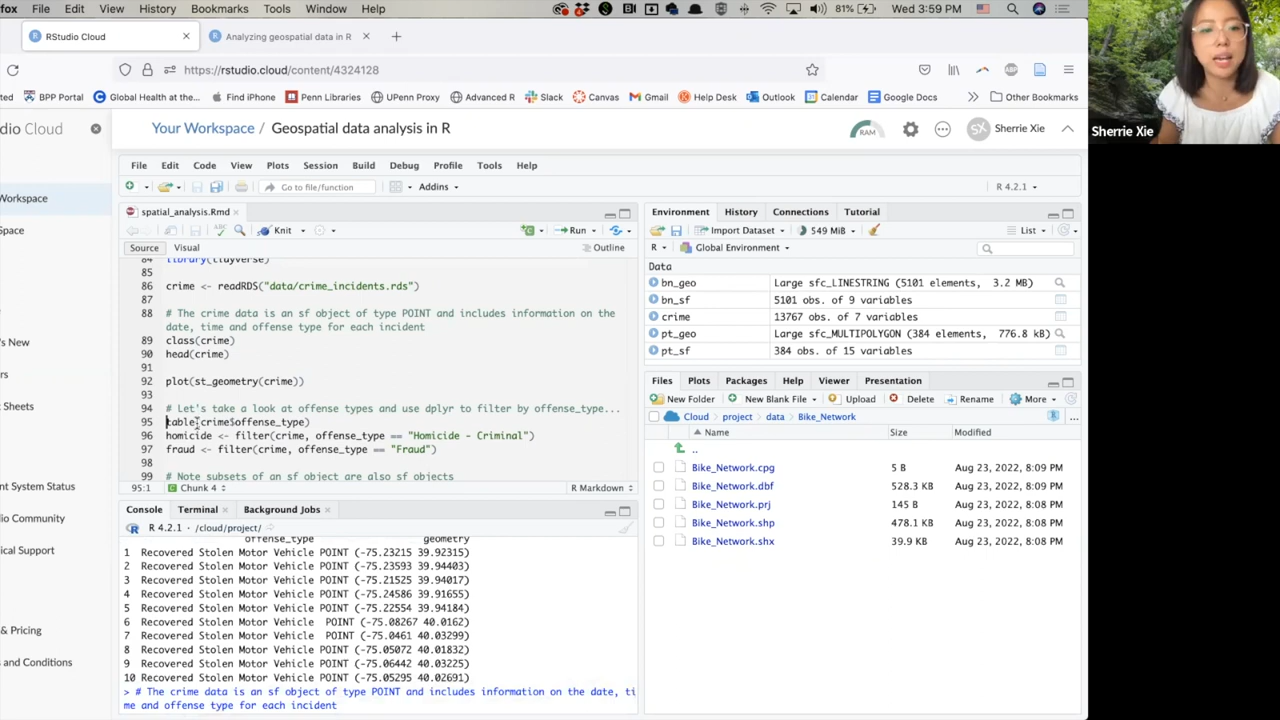 fox File Edit View History Bookmarks Tools Window Help 81% Wed 3:59 PM
RStudio Cloud Analyzing geospatial data in R
https://rstudio.cloud/content/4324128
ted BPP Portal Global Health at the... Find iPhone Penn Libraries UPenn Proxy Advanced R Slack Canvas Gmail Help Desk Outlook Calendar Google Docs Other Bookmarks
Sherrie Xie
dio Cloud
Your Workspace / Geospatial data analysis in R RAM SX Sherrie Xie
File Edit Code View Plots Session Build Debug Profile Tools Help
Go to file/function Addins R 4.2.1
Workspace
Space
's New
rs
t Sheets
ent System Status
dio Community
ical Support
& Pricing
s and Conditions
spatial_analysis.Rmd
Knit Run
Source Visual Outline
84 library(tidyverse)
85
86 crime <- readRDS("data/crime_incidents.rds")
87
88 # The crime data is an sf object of type POINT and includes information on the
date, time and offense type for each incident
89 class(crime)
90 head(crime)
91
92 plot(st_geometry(crime))
93
94 # Let's take a look at offense types and use dplyr to filter by offense_type...
95 table(crime$offense_type)
96 homicide <- filter(crime, offense_type == "Homicide - Criminal")
97 fraud <- filter(crime, offense_type == "Fraud")
98
99 # Note subsets of an sf object are also sf objects
95:1 Chunk 4 R Markdown
Console Terminal Background Jobs
R 4.2.1 · /cloud/project/
offense_type geometry
1 Recovered Stolen Motor Vehicle POINT (-75.23215 39.92315)
2 Recovered Stolen Motor Vehicle POINT (-75.23593 39.94403)
3 Recovered Stolen Motor Vehicle POINT (-75.21525 39.94017)
4 Recovered Stolen Motor Vehicle POINT (-75.24586 39.91655)
5 Recovered Stolen Motor Vehicle POINT (-75.22554 39.94184)
6 Recovered Stolen Motor Vehicle POINT (-75.08267 40.0162)
7 Recovered Stolen Motor Vehicle POINT (-75.0461 40.03299)
8 Recovered Stolen Motor Vehicle POINT (-75.05072 40.01832)
9 Recovered Stolen Motor Vehicle POINT (-75.06442 40.03225)
10 Recovered Stolen Motor Vehicle POINT (-75.05295 40.02691)
> # The crime data is an sf object of type POINT and includes information on the date, ti
me and offense type for each incident
Environment History Connections Tutorial
Import Dataset 549 MiB List
R Global Environment
Data
bn_geo Large sfc_LINESTRING (5101 elements, 3.2 MB)
bn_sf 5101 obs. of 9 variables
crime 13767 obs. of 7 variables
pt_geo Large sfc_MULTIPOLYGON (384 elements, 776.8 kB)
pt_sf 384 obs. of 15 variables
Files Plots Packages Help Viewer Presentation
New Folder New Blank File Upload Delete Rename More
Cloud project data Bike_Network ...
Name Size Modified
..
Bike_Network.cpg 5 B Aug 23, 2022, 8:09 PM
Bike_Network.dbf 528.3 KB Aug 23, 2022, 8:09 PM
Bike_Network.prj 145 B Aug 23, 2022, 8:08 PM
Bike_Network.shp 478.1 KB Aug 23, 2022, 8:08 PM
Bike_Network.shx 39.9 KB Aug 23, 2022, 8:08 PM